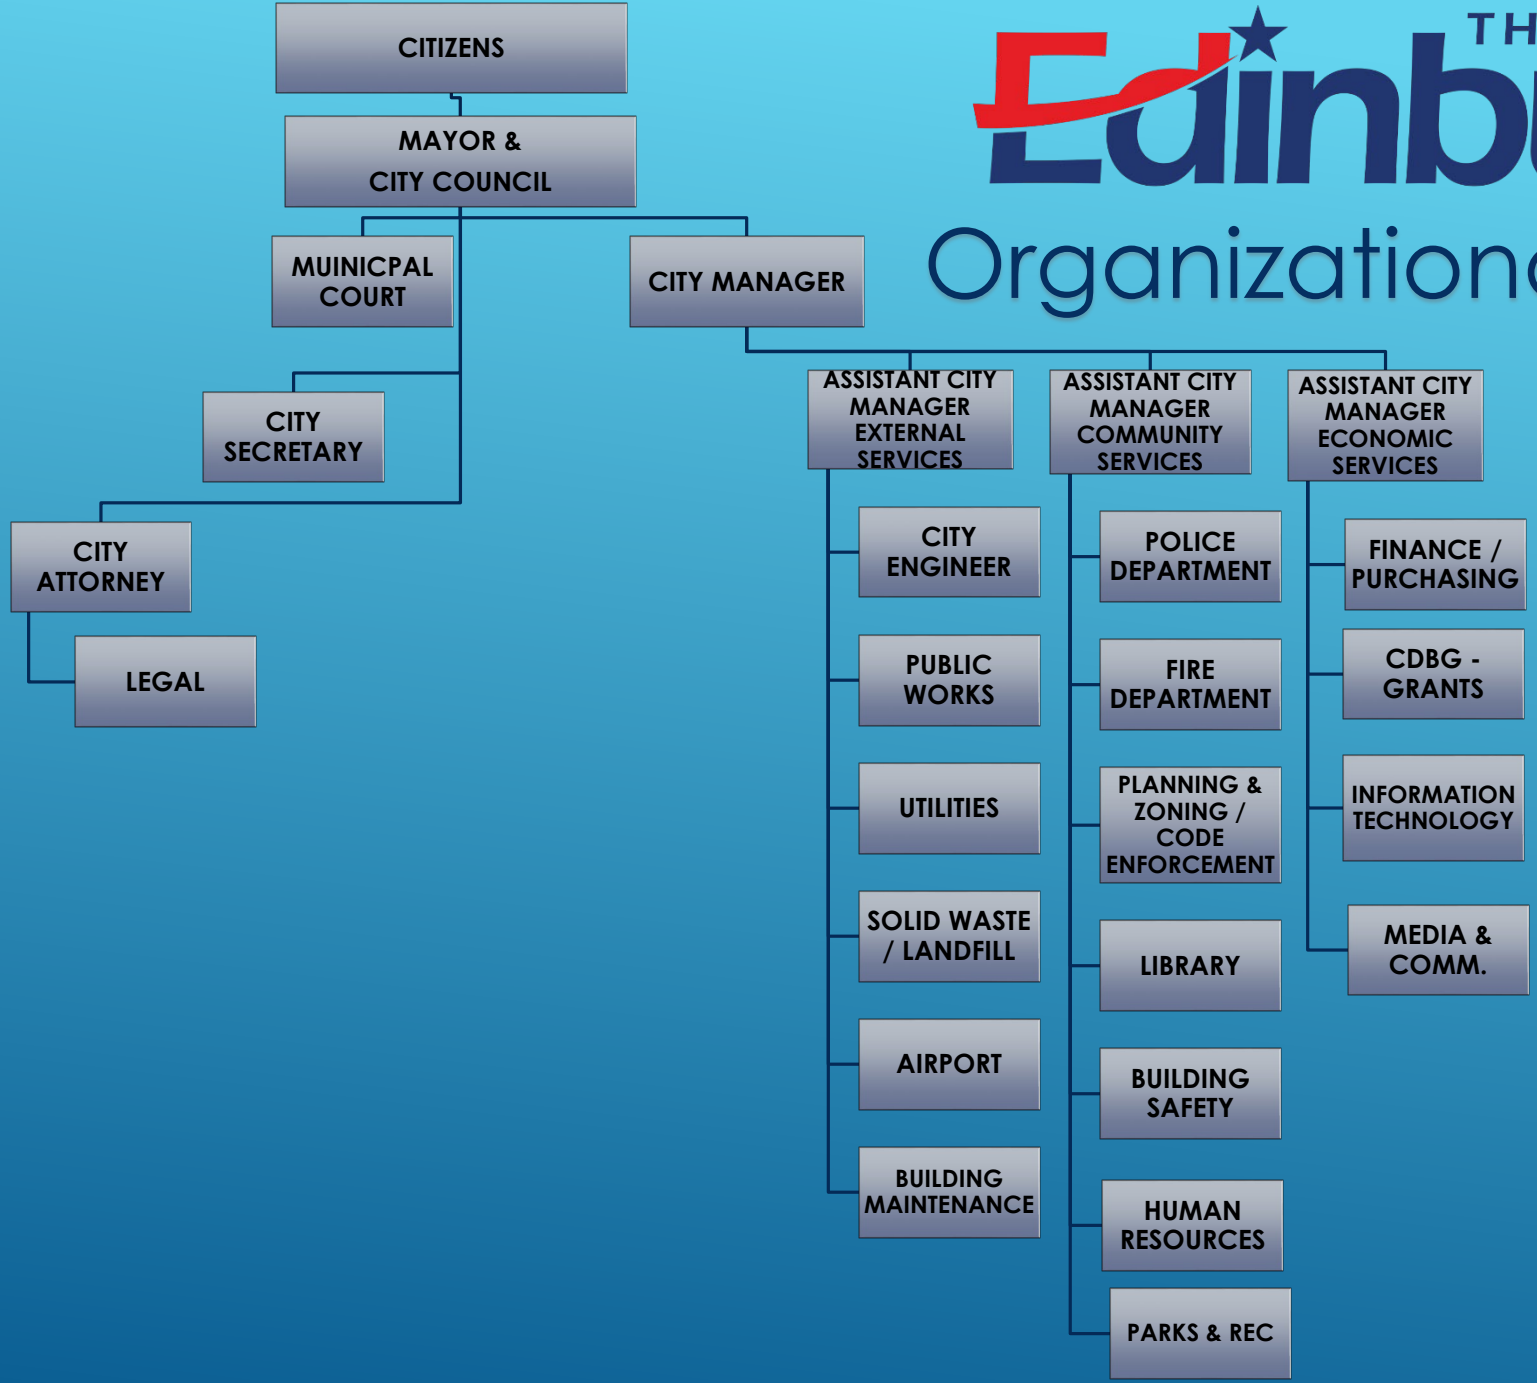 CITIZENS
MAYOR &
CITY COUNCIL
TH
Edinbu
Organizationa
MUINICPAL
COURT
CITY MANAGER
CITY
SECRETARY
CITY
ATTORNEY
LEGAL
ASSISTANT CITY
MANAGER
EXTERNAL
SERVICES
CITY
ENGINEER
PUBLIC
WORKS
UTILITIES
SOLID WASTE
/ LANDFILL
AIRPORT
BUILDING
MAINTENANCE
ASSISTANT CITY
MANAGER
COMMUNITY
SERVICES
POLICE
DEPARTMENT
FIRE
DEPARTMENT
PLANNING &
ZONING /
CODE
ENFORCEMENT
LIBRARY
BUILDING
SAFETY
HUMAN
RESOURCES
PARKS & REC
ASSISTANT CITY
MANAGER
ECONOMIC
SERVICES
FINANCE /
PURCHASING
CDBG -
GRANTS
INFORMATION
TECHNOLOGY
MEDIA &
COMM.